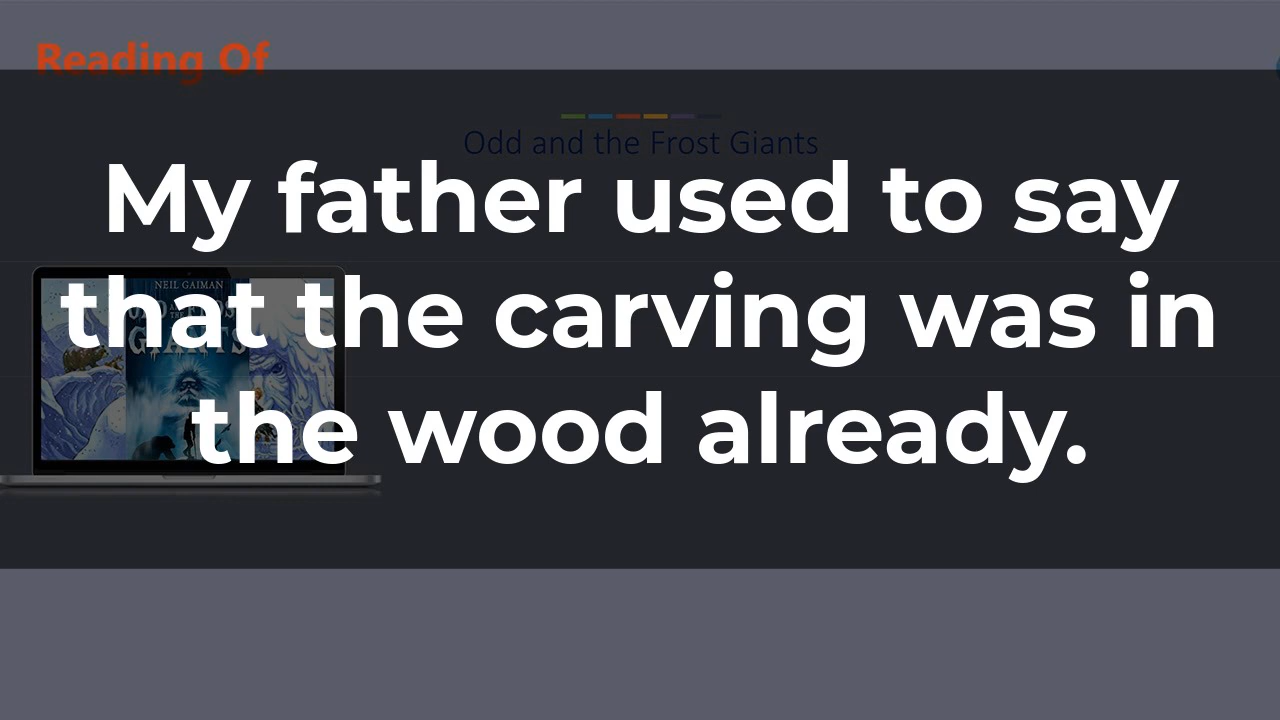 Reading Of
Odd and the Frost Giants
My father used to say
that the carving was in
the wood already.
NEIL GAIMAN
GIANTS